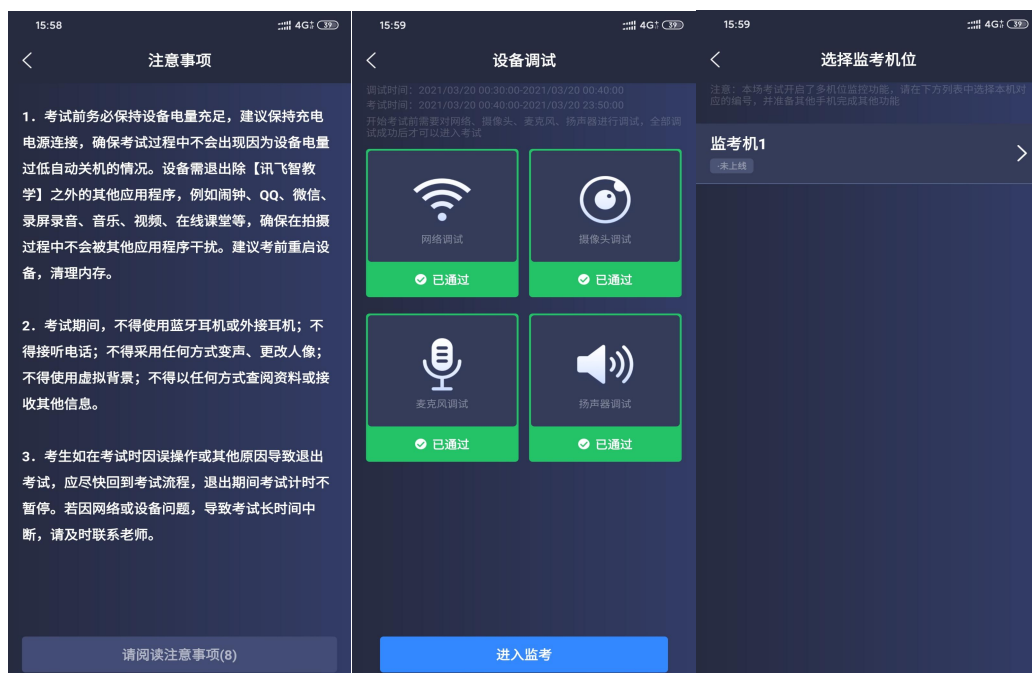 15:58
4G
39
注意事项
1. 考试前务必保持设备电量充足，建议保持充电
电源连接，确保考试过程中不会出现因为设备电量
过低自动关机的情况。设备需退出除【讯飞智教
学】之外的其他应用程序，例如闹钟、QQ、微信、
录屏录音、音乐、视频、在线课堂等，确保在拍摄
过程中不会被其他应用程序干扰。建议考前重启设
备，清理内存。
2. 考试期间，不得使用蓝牙耳机或外接耳机；不
得接听电话；不得采用任何方式变声、更改人像；
不得使用虚拟背景；不得以任何方式查阅资料或接
收其他信息。
3. 考生如在考试时因误操作或其他原因导致退出
考试，应尽快回到考试流程，退出期间考试计时不
暂停。若因网络或设备问题，导致考试长时间中
断，请及时联系老师。
请阅读注意事项(8)
15:59
4G
39
设备调试
调试时间：2021/03/20 00:30:00-2021/03/20 00:40:00
考试时间：2021/03/20 00:40:00-2021/03/20 23:50:00
开始考试前需要对网络、摄像头、麦克风、扬声器进行调试，全部调
试成功后才可以进入考试
网络调试
摄像头调试
已通过
已通过
麦克风调试
扬声器调试
已通过
已通过
进入监考
15:59
4G
39
选择监考机位
注意：本场考试开启了多机位监控功能，请在下方列表中选择本机对
应的编号，并准备其他手机完成其他功能
监考机1
·未上线